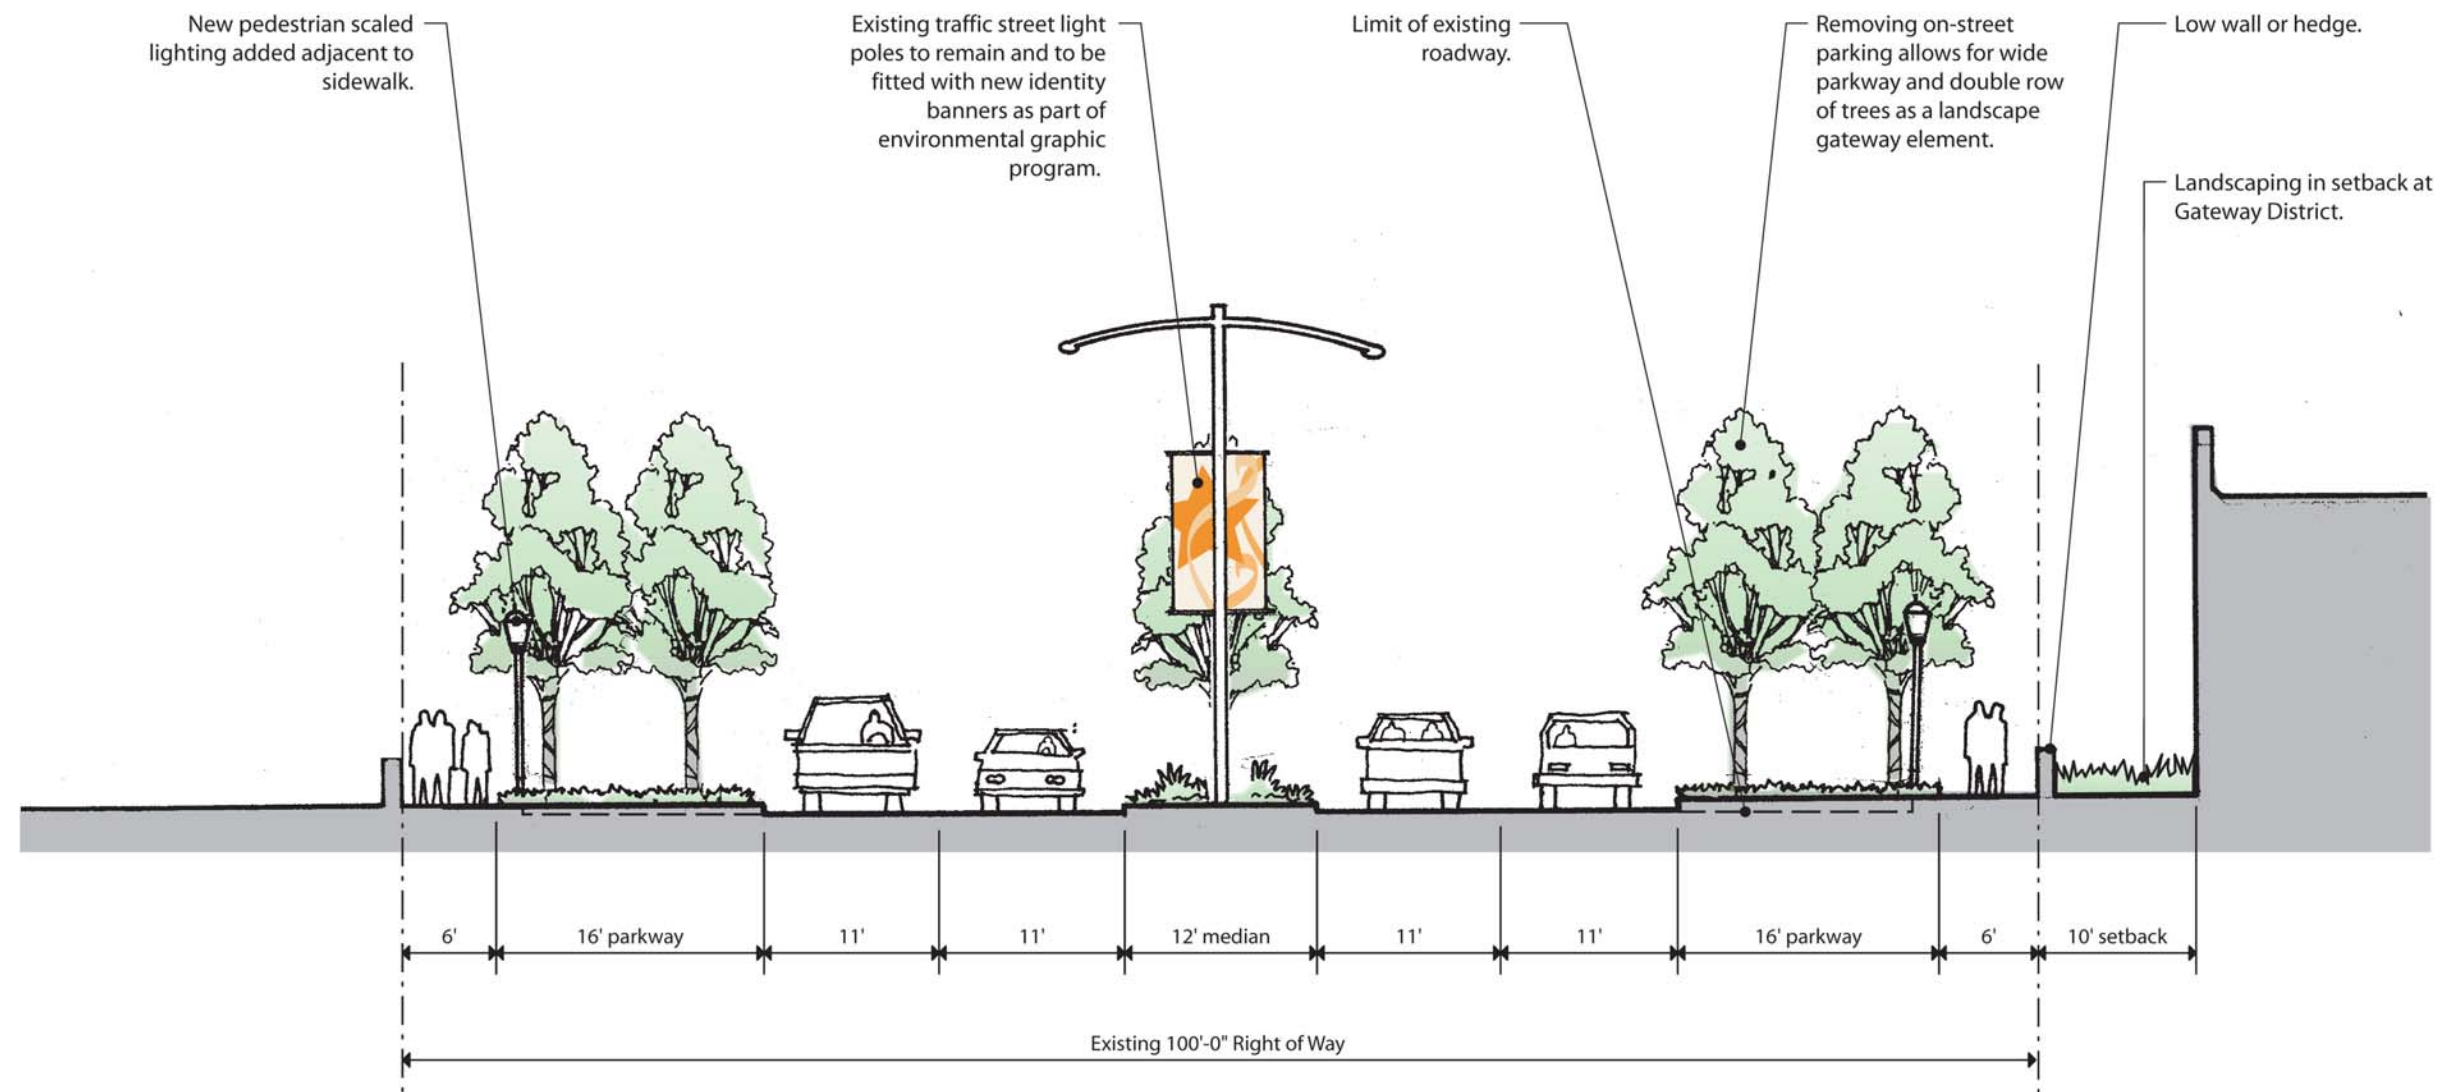 New pedestrian scaled
lighting added adjacent to
sidewalk.
Existing traffic street light
poles to remain and to be
fitted with new identity
banners as part of
environmental graphic
program.
Limit of existing
roadway.
Removing on-street
parking allows for wide
parkway and double row
of trees as a landscape
gateway element.
Low wall or hedge.
Landscaping in setback at
Gateway District.
6'
16' parkway
11'
11'
12' median
11'
11'
16' parkway
6'
10' setback
Existing 100'-0" Right of Way